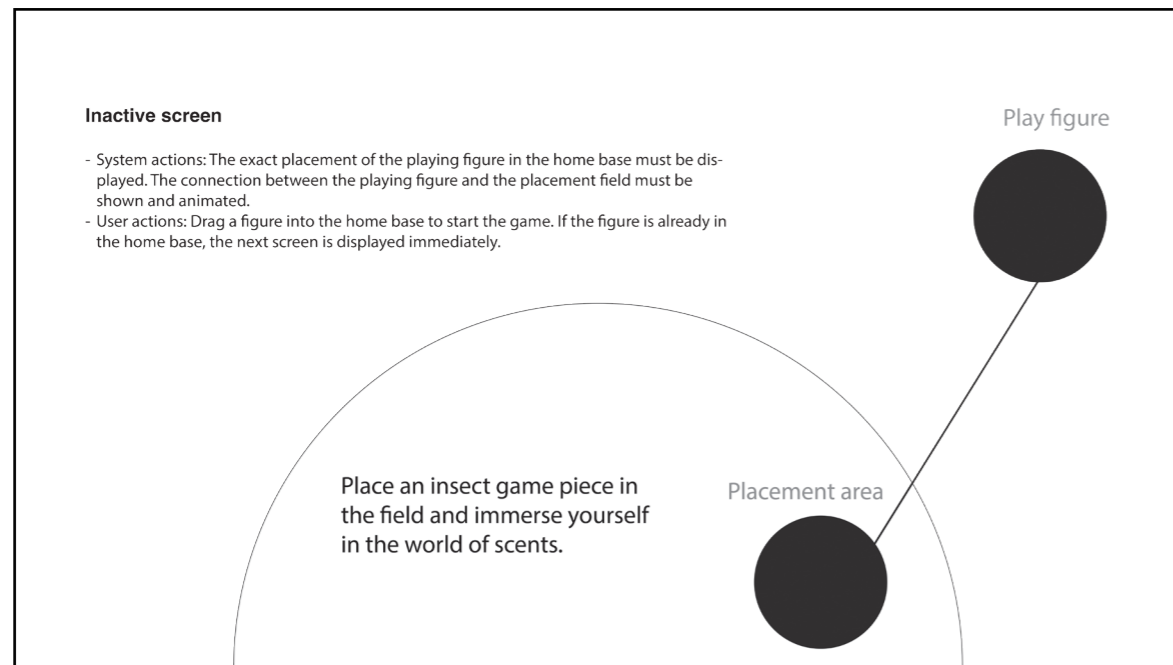 Inactive screen
- System actions: The exact placement of the playing figure in the home base must be dis-
played. The connection between the playing figure and the placement field must be
shown and animated.
- User actions: Drag a figure into the home base to start the game. If the figure is already in
the home base, the next screen is displayed immediately.
Play figure
Place an insect game piece in
the field and immerse yourself
in the world of scents.
Placement area